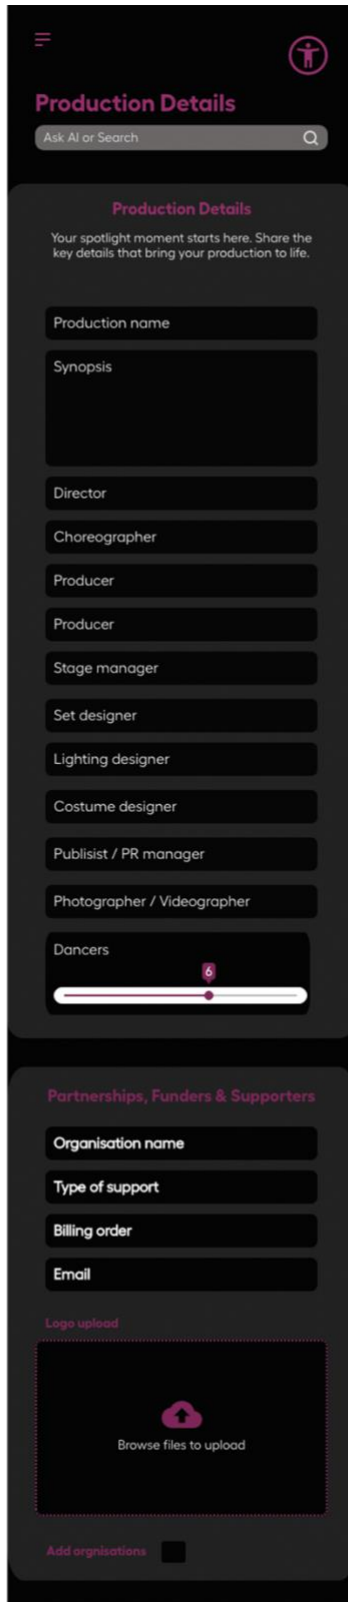 Production Details
Ask AI or Search
Production Details
Your spotlight moment starts here. Share the
key details that bring your production to life.
Production name
Synopsis
Director
Choreographer
Producer
Producer
Stage manager
Set designer
Lighting designer
Costume designer
Publisist / PR manager
Photographer / Videographer
Dancers
6
Partnerships, Funders & Supporters
Organisation name
Type of support
Billing order
Email
Logo upload
Browse files to upload
Add orgnisations